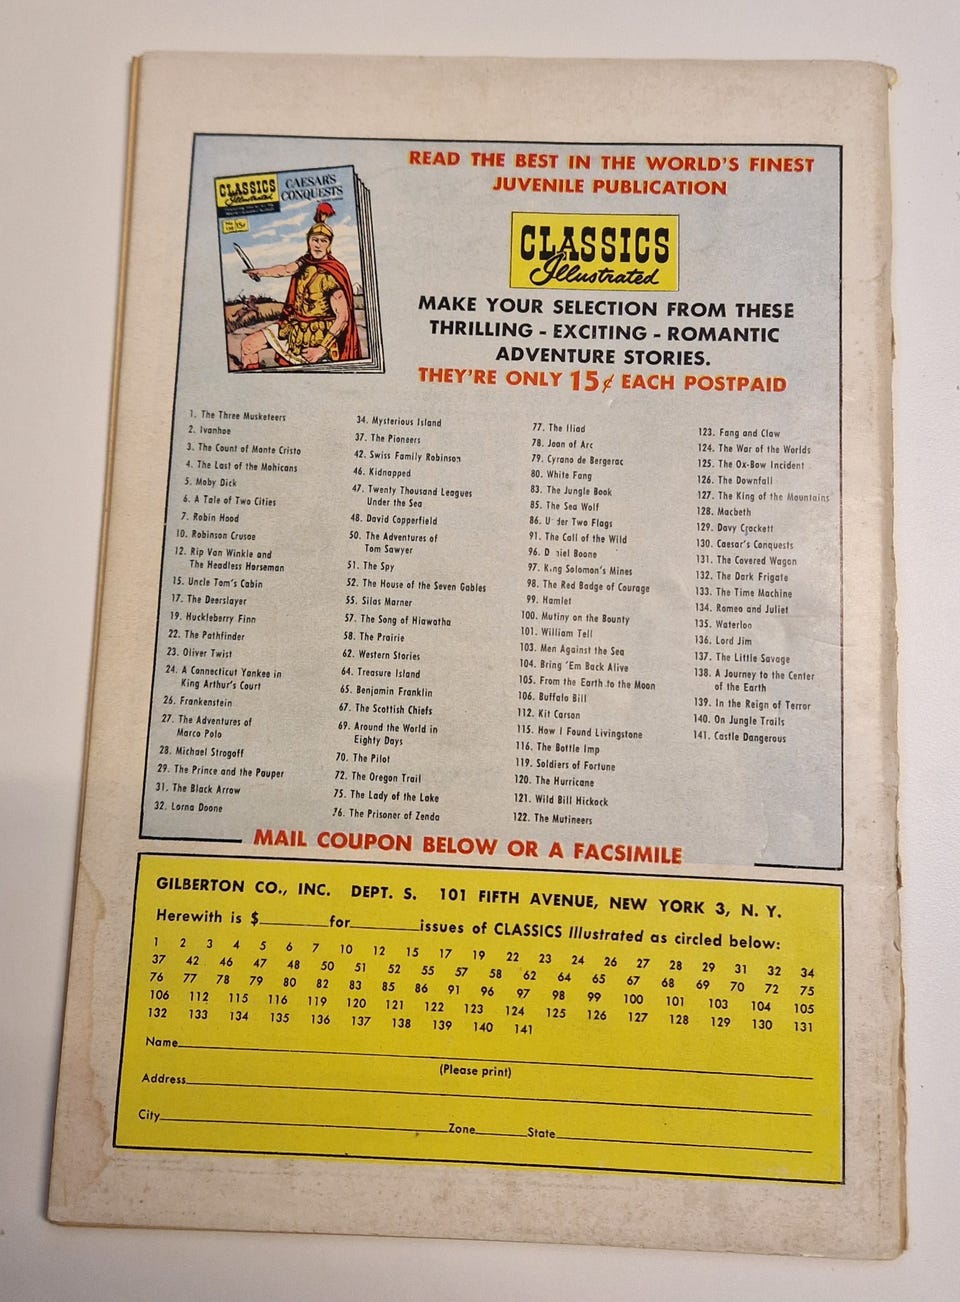 CLASSICS
Illustrated
CAESAR'S
CONQUESTS
15¢
READ THE BEST IN THE WORLD'S FINEST
JUVENILE PUBLICATION
CLASSICS
Illustrated
MAKE YOUR SELECTION FROM THESE
THRILLING - EXCITING - ROMANTIC
ADVENTURE STORIES.
THEY'RE ONLY 15¢ EACH POSTPAID
1. The Three Musketeers
2. Ivanhoe
3. The Count of Monte Cristo
4. The Last of the Mohicans
5. Moby Dick
6. A Tale of Two Cities
7. Robin Hood
10. Robinson Crusoe
12. Rip Van Winkle and
The Headless Horseman
15. Uncle Tom's Cabin
17. The Deerslayer
19. Huckleberry Finn
22. The Pathfinder
23. Oliver Twist
24. A Connecticut Yankee in
King Arthur's Court
26. Frankenstein
27. The Adventures of
Marco Polo
28. Michael Strogoff
29. The Prince and the Pauper
31. The Black Arrow
32. Lorna Doone
34. Mysterious Island
37. The Pioneers
42. Swiss Family Robinson
46. Kidnapped
47. Twenty Thousand Leagues
Under the Sea
48. David Copperfield
50. The Adventures of
Tom Sawyer
51. The Spy
52. The House of the Seven Gables
55. Silas Marner
57. The Song of Hiawatha
58. The Prairie
62. Western Stories
64. Treasure Island
65. Benjamin Franklin
67. The Scottish Chiefs
69. Around the World in
Eighty Days
70. The Pilot
72. The Oregon Trail
75. The Lady of the Lake
76. The Prisoner of Zenda
77. The Iliad
78. Joan of Arc
79. Cyrano de Bergerac
80. White Fang
83. The Jungle Book
85. The Sea Wolf
86. Under Two Flags
91. The Call of the Wild
96. Daniel Boone
97. King Solomon's Mines
98. The Red Badge of Courage
99. Hamlet
100. Mutiny on the Bounty
101. William Tell
103. Men Against the Sea
104. Bring 'Em Back Alive
105. From the Earth to the Moon
106. Buffalo Bill
112. Kit Carson
115. How I Found Livingstone
116. The Bottle Imp
119. Soldiers of Fortune
120. The Hurricane
121. Wild Bill Hickock
122. The Mutineers
123. Fang and Claw
124. The War of the Worlds
125. The Ox-Bow Incident
126. The Downfall
127. The King of the Mountains
128. Macbeth
129. Davy Crockett
130. Caesar's Conquests
131. The Covered Wagon
132. The Dark Frigate
133. The Time Machine
134. Romeo and Juliet
135. Waterloo
136. Lord Jim
137. The Little Savage
138. A Journey to the Center
of the Earth
139. In the Reign of Terror
140. On Jungle Trails
141. Castle Dangerous
MAIL COUPON BELOW OR A FACSIMILE
GILBERTON CO., INC. DEPT. S. 101 FIFTH AVENUE, NEW YORK 3, N. Y.
Herewith is $ for issues of CLASSICS Illustrated as circled below:
1 2 3 4 5 6 7 10 12 15 17 19 22 23 24 26 27 28 29 31 32 34
37 42 46 47 48 50 51 52 55 57 58 62 64 65 67 68 69 70 72 75
76 77 78 79 80 82 83 85 86 91 96 97 98 99 100 101 103 104 105
106 112 115 116 119 120 121 122 123 124 125 126 127 128 129 130 131
132 133 134 135 136 137 138 139 140 141
Name
(Please print)
Address
City Zone State